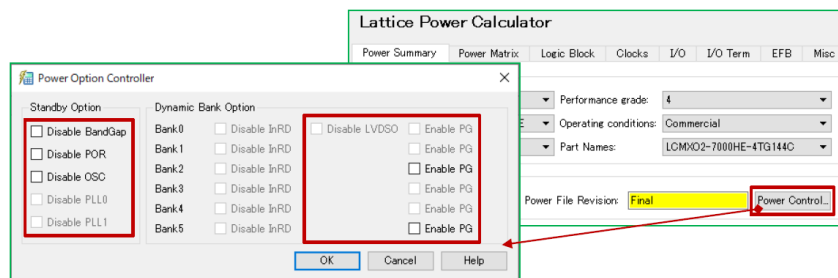 Lattice Power Calculator
Power Summary Power Matrix Logic Block Clocks I/O I/O Term EFB Misc
Performance grade: 4
E Operating conditions: Commercial
Part Names: LCMXO2-7000HE-4TG144C
Power File Revision: Final Power Control...
Power Option Controller
Standby Option
Disable BandGap
Disable POR
Disable OSC
Disable PLL0
Disable PLL1
Dynamic Bank Option
Bank0 Disable InRD Disable LVDSO Enable PG
Bank1 Disable InRD Enable PG
Bank2 Disable InRD Enable PG
Bank3 Disable InRD Enable PG
Bank4 Disable InRD Enable PG
Bank5 Disable InRD Enable PG
OK Cancel Help